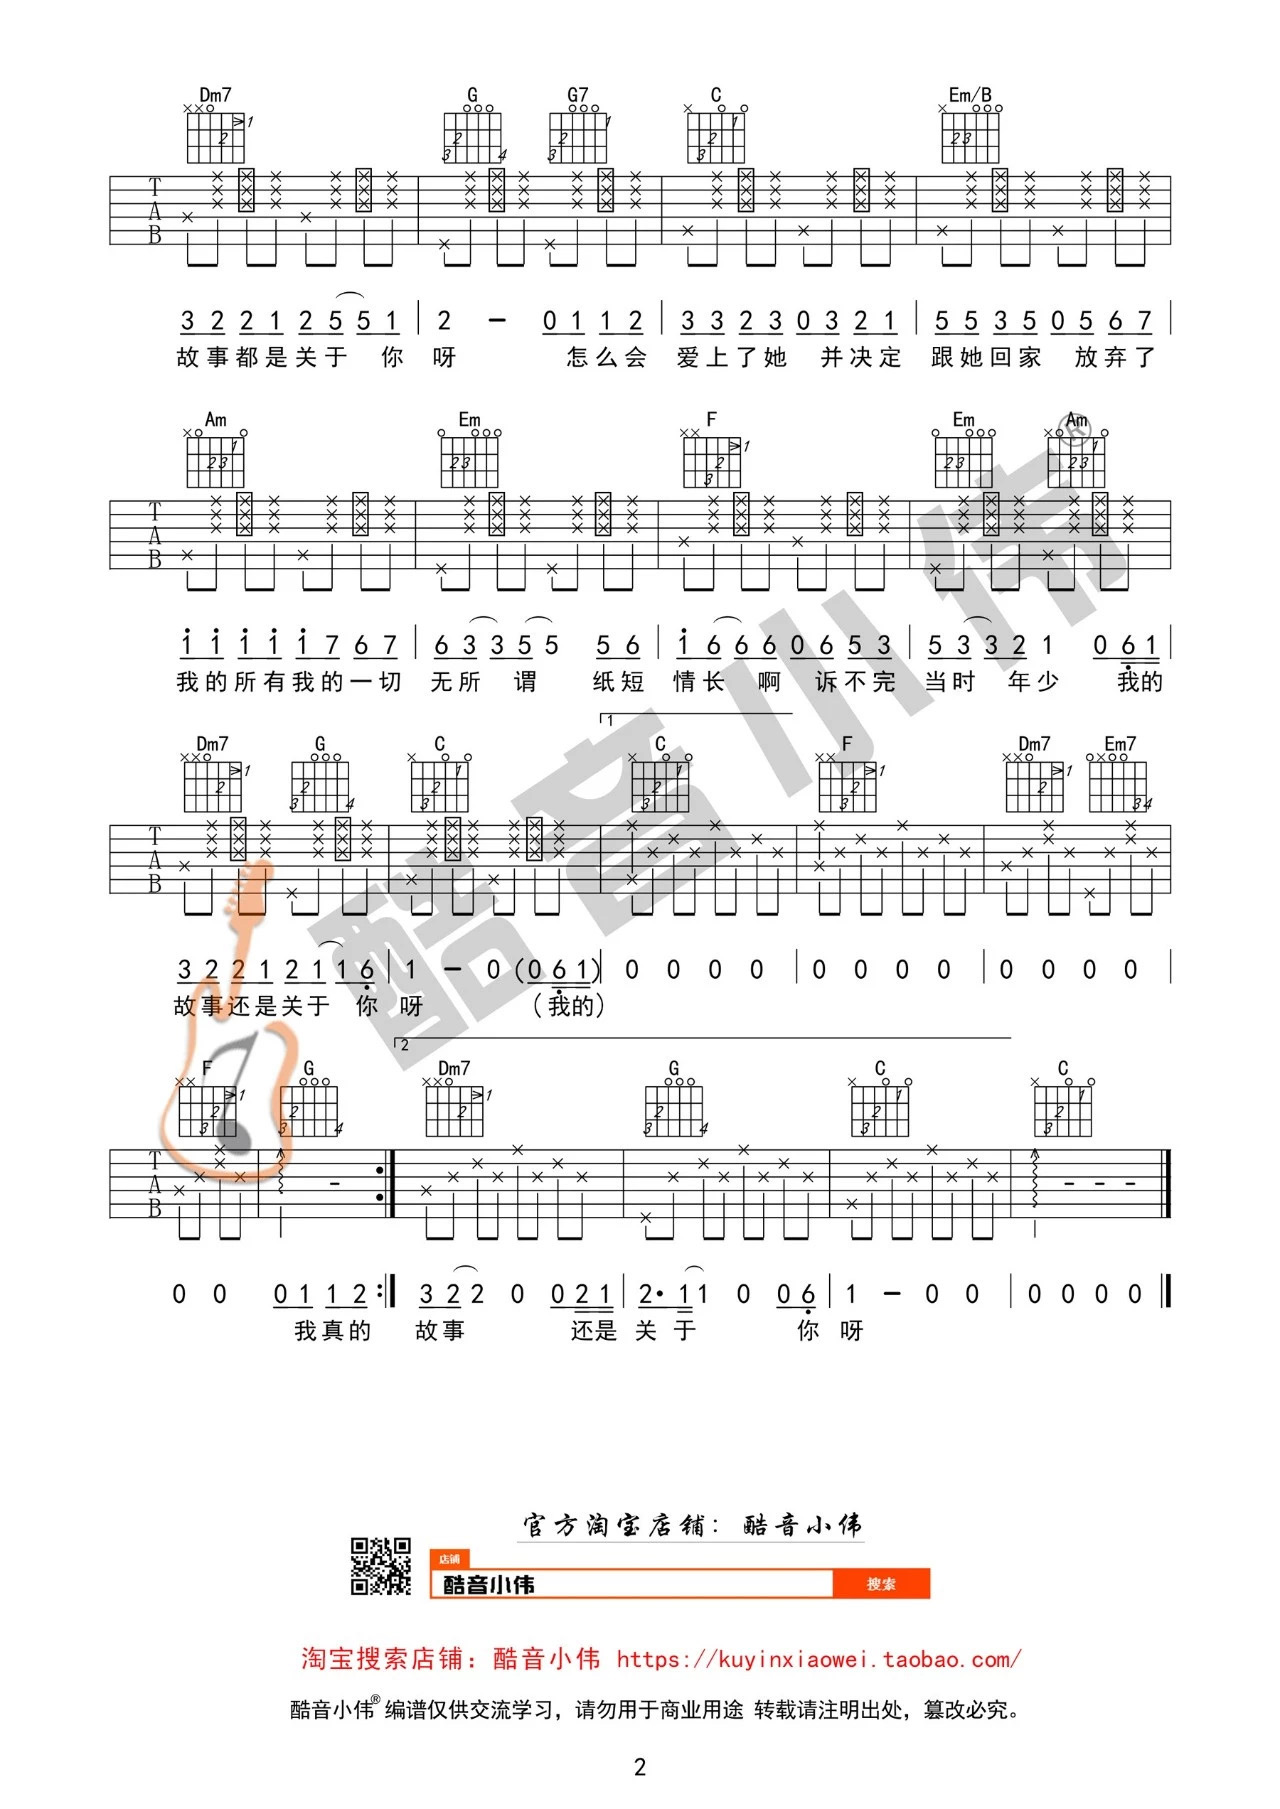 Dm7 G G7 C Em/B
T
A
B
3 2 2 1 2 5 5 1 | 2 - 0 1 1 2 | 3 3 2 3 0 3 2 1 | 5 5 3 5 0 5 6 7 |
故事都是关于 你 呀 怎么会 爱上了她 并决定 跟她回家 放弃了
Am Em F Em Am
T
A
B
1 1 1 1 1 7 6 7 | 6 3 3 5 5 5 6 | 1 6 6 6 0 6 5 3 | 5 3 3 2 1 0 6 1 |
我的所有我的一切 无所 谓 纸短 情长 啊 诉不完 当时 年少 我的
1
Dm7 G C C F Dm7 Em7
T
A
B
3 2 2 1 2 1 1 6 | 1 - 0 (0 6 1) | 0 0 0 0 | 0 0 0 0 | 0 0 0 0 |
故事还是关于 你 呀 (我的)
2
F G Dm7 G C C
T
A
B
0 0 0 1 1 2 :| 3 2 2 0 0 2 1 | 2· 1 1 0 0 6 | 1 - 0 0 | 0 0 0 0 |
我真的 故事 还是 关 于 你 呀
官方淘宝店铺：酷音小伟
店铺
酷音小伟 搜索
淘宝搜索店铺：酷音小伟 https://kuyinxiaowei.taobao.com/
酷音小伟® 编谱仅供交流学习，请勿用于商业用途 转载请注明出处，篡改必究。
2
酷音小伟®